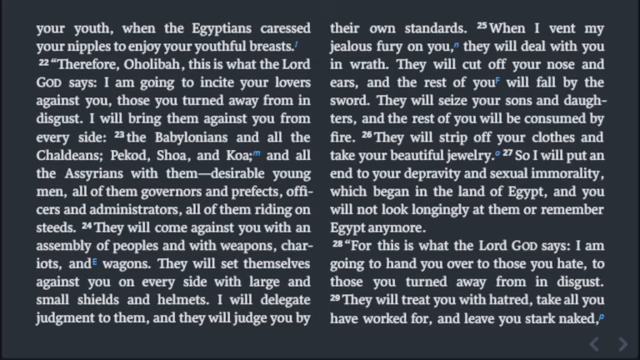 your youth, when the Egyptians caressed
your nipples to enjoy your youthful breasts.l
22 “Therefore, Oholibah, this is what the Lord
GOD says: I am going to incite your lovers
against you, those you turned away from in
disgust. I will bring them against you from
every side: 23 the Babylonians and all the
Chaldeans; Pekod, Shoa, and Koa;m and all
the Assyrians with them—desirable young
men, all of them governors and prefects, offi-
cers and administrators, all of them riding on
steeds. 24 They will come against you with an
assembly of peoples and with weapons, char-
iots, andE wagons. They will set themselves
against you on every side with large and
small shields and helmets. I will delegate
judgment to them, and they will judge you by
their own standards. 25 When I vent my
jealous fury on you,n they will deal with you
in wrath. They will cut off your nose and
ears, and the rest of youF will fall by the
sword. They will seize your sons and daugh-
ters, and the rest of you will be consumed by
fire. 26 They will strip off your clothes and
take your beautiful jewelry.o 27 So I will put an
end to your depravity and sexual immorality,
which began in the land of Egypt, and you
will not look longingly at them or remember
Egypt anymore.
28 “For this is what the Lord GOD says: I am
going to hand you over to those you hate, to
those you turned away from in disgust.
29 They will treat you with hatred, take all you
have worked for, and leave you stark naked,p